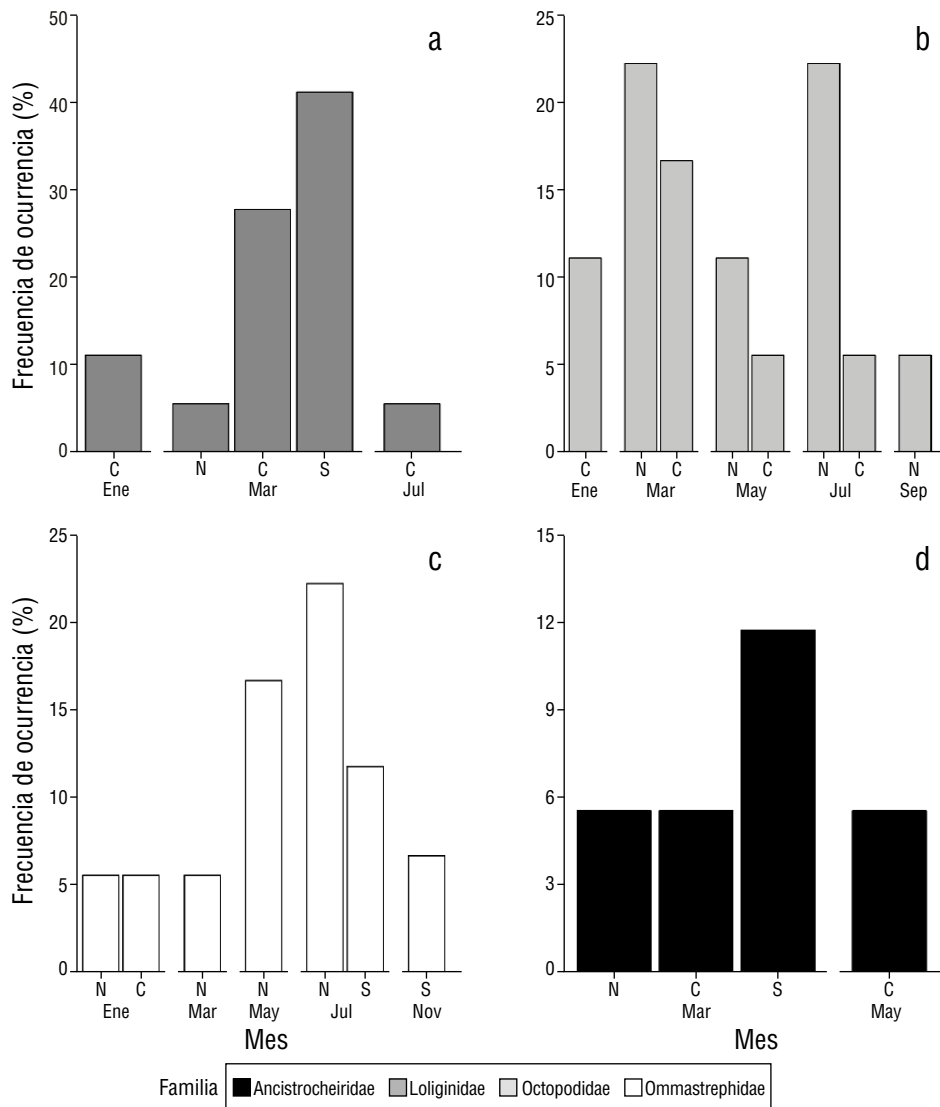 a
Frecuencia de ocurrencia (%)
50
40
30
20
10
0
C N C S C
Ene Mar Jul
b
25
20
15
10
5
0
C N C N C N C N
Ene Mar May Jul Sep
c
Frecuencia de ocurrencia (%)
25
20
15
10
5
0
N C N N N S S
Ene Mar May Jul Nov
Mes
d
15
12
9
6
3
0
N C S C
Mar May
Mes
Familia Ancistrocheiridae Loliginidae Octopodidae Ommastrephidae